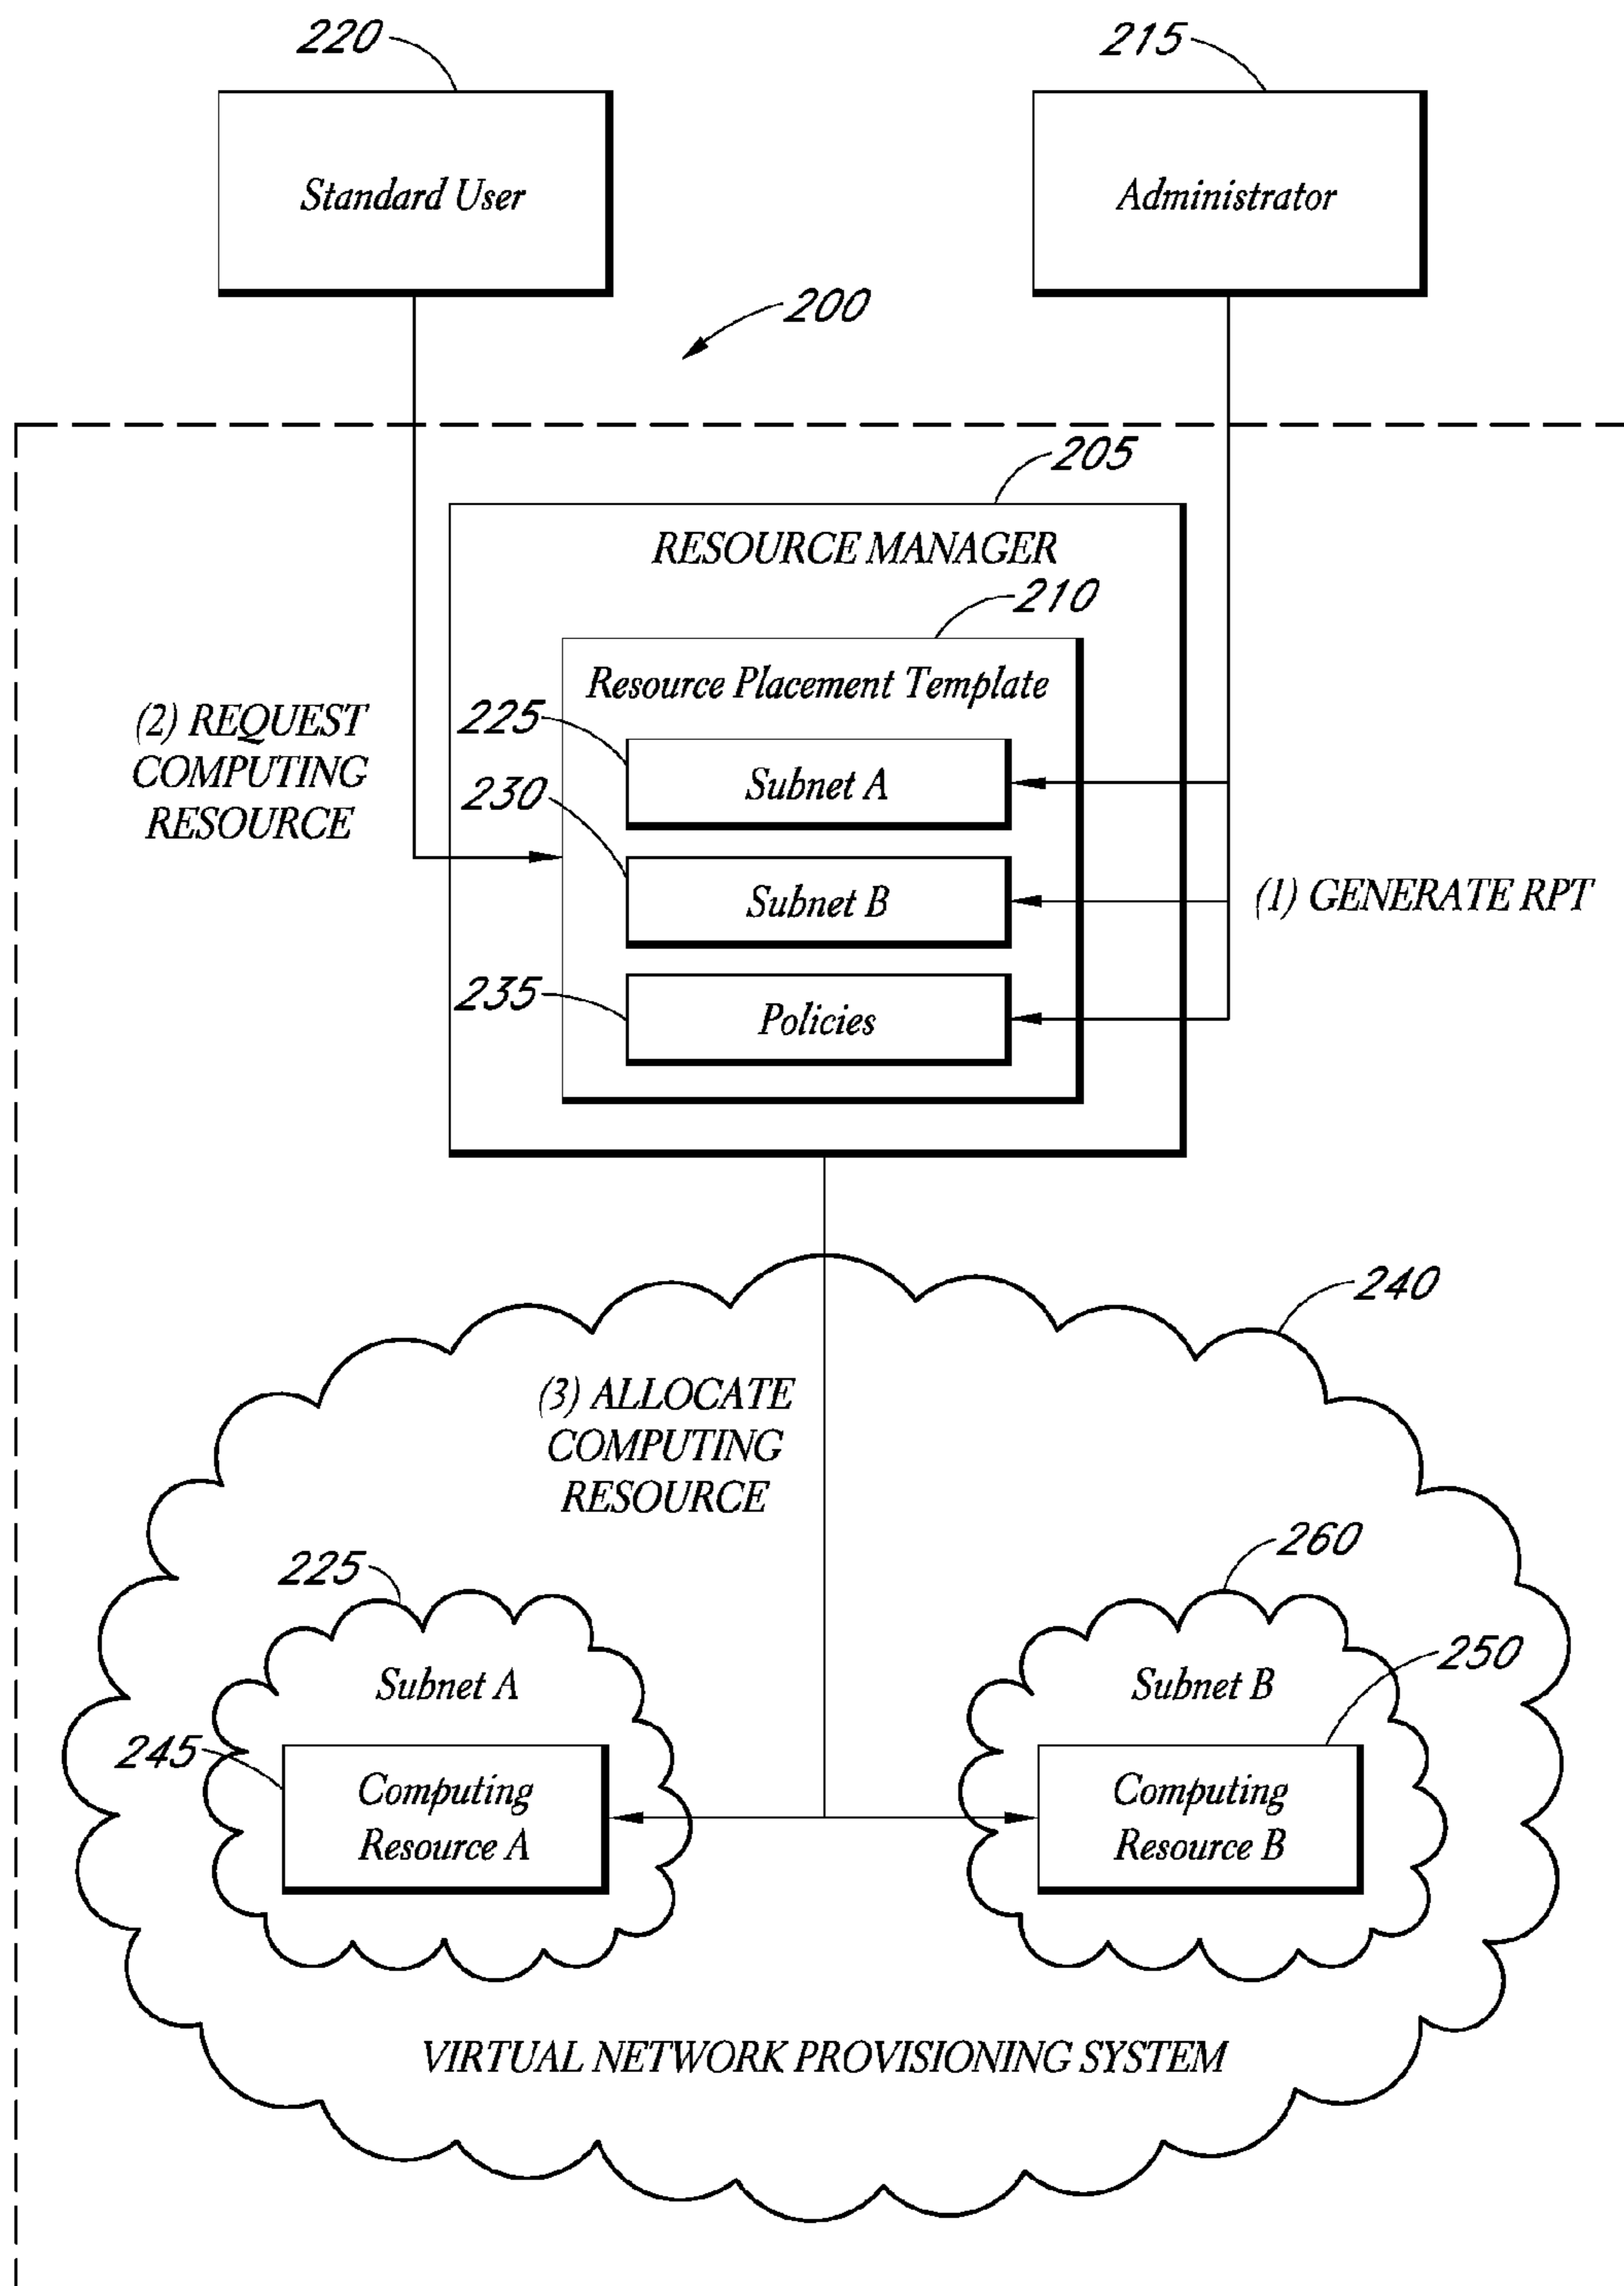 220
215
Standard User
Administrator
200
205
RESOURCE MANAGER
210
Resource Placement Template
(2) REQUEST
COMPUTING
RESOURCE
225
Subnet A
230
Subnet B
(1) GENERATE RPT
235
Policies
240
(3) ALLOCATE
COMPUTING
RESOURCE
225
260
Subnet A
Subnet B
250
245
Computing
Resource A
Computing
Resource B
VIRTUAL NETWORK PROVISIONING SYSTEM